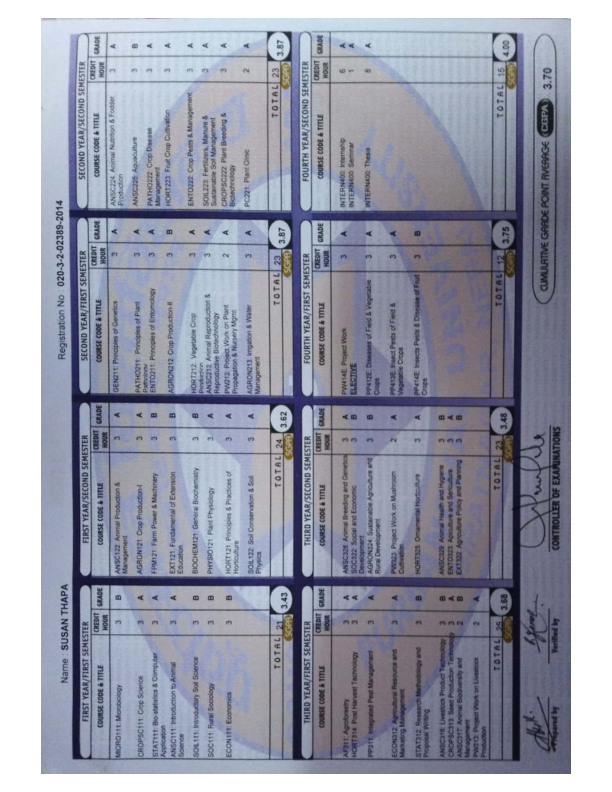 Name SUSAN THAPA
Registration No 020-3-2-02389-2014
FIRST YEAR/FIRST SEMESTER
COURSE CODE & TITLE CREDIT HOUR GRADE
MICRO111: Microbiology 3 B
CROPSC111: Crop Science 3 A
STAT111: Bio-statistics & Computer 3 A
Application
ANSC111: Introduction to Animal 3 A
Science
SOIL111: Introductory Soil Science 3 B
SOC111: Rural Sociology 3 B
ECON111: Economics 3 B
TOTAL 21 SGPA 3.43
FIRST YEAR/SECOND SEMESTER
COURSE CODE & TITLE CREDIT HOUR GRADE
ANSC122: Animal Production & 3 A
Management
AGRON121: Crop Production-I 3 A
FPM121: Farm Power & Machinery 3 A
EXT121: Fundamental of Extension 3 B
Education
BIOCHEM121: General Biochemistry 3 B
PHYSIO121: Plant Physiology 3 B
HORT121: Principles & Practices of 3 A
Horticulture
SOIL122: Soil Conservation & Soil 3 A
Physics
TOTAL 24 SGPA 3.62
SECOND YEAR/FIRST SEMESTER
COURSE CODE & TITLE CREDIT HOUR GRADE
GEN211: Principles of Genetics 3 A
PATHO211: Principles of Plant 3 A
Pathology
ENTO211: Principles of Entomology 3 A
AGRON212: Crop Production-II 3 B
HORT212: Vegetable Crop 3 A
Production
ANSC212: Animal Reproduction & 3 A
Reproductive Biotechnology
PW212: Project Work on Plant 2 A
Propagation & Nursery Mgmt
AGRON213: Irrigation & Water 3 A
Management
TOTAL 23 SGPA 3.87
SECOND YEAR/SECOND SEMESTER
COURSE CODE & TITLE CREDIT HOUR GRADE
ANSC224: Animal Nutrition & Fodder 3 A
Production
ANSC225: Aquaculture 3 B
PATHO222: Crop Disease 3 A
Management
HORT223: Fruit Crop Cultivation 3 A
ENTO222: Crop Pests & Management 3 A
SOIL223: Fertilizers, Manure & 3 A
Sustainable Soil Management
CROPSC222: Plant Breeding & 3 A
Biotechnology
PC221: Plant Clinic 2 A
TOTAL 23 SGPA 3.87
THIRD YEAR/FIRST SEMESTER
COURSE CODE & TITLE CREDIT HOUR GRADE
AF311: Agroforestry 3 A
HORT314: Post Harvest Technology 3 A
PP311: Integrated Pest Management 3 A
ECON312: Agricultural Resource and 3 A
Marketing Management
STAT312: Research Methodology and 3 B
Proposal Writing
ANSC316: Livestock Product Technology 3 B
CROPSC313: Seed Production Technology 3 A
ANSC317: Animal Biodiversity and 2 B
Management
PW313: Project Work on Livestock 2 A
Production
TOTAL 25 SGPA 3.68
THIRD YEAR/SECOND SEMESTER
COURSE CODE & TITLE CREDIT HOUR GRADE
ANSC328: Animal Breeding and Genetics 3 A
SOC322: Social and Economic 3 B
Development
AGRON324: Sustainable Agriculture and 3 B
Rural Development
PW323: Project Work on Mushroom 2 A
Cultivation
HORT325: Ornamental Horticulture 3 B
ANSC329: Animal Health and Hygiene 3 B
ENTO323: Apiculture and Sericulture 3 A
EXT322: Agriculture Policy and Planning 3 B
TOTAL 23 SGPA 3.48
FOURTH YEAR/FIRST SEMESTER
COURSE CODE & TITLE CREDIT HOUR GRADE
PW414E: Project Work 3 A
ELECTIVE
PP412E: Diseases of Field & Vegetable 3 A
Crops
PP413E: Insect Pests of Field & 3 A
Vegetable Crops
PP414E: Insects Pests & Disease of Fruit 3 B
Crops
TOTAL 12 SGPA 3.75
FOURTH YEAR/SECOND SEMESTER
COURSE CODE & TITLE CREDIT HOUR GRADE
INTERN400: Internship 6 A
INTERN400: Seminar 1 A
INTERN400: Thesis 8 A
TOTAL 15 SGPA 4.00
Prepared by
Verified by
CONTROLLER OF EXAMINATIONS
CUMULATIVE GRADE POINT AVERAGE CGPA 3.70